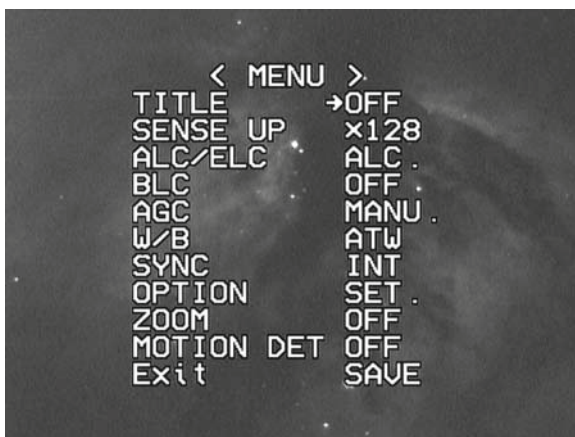 < MENU >
TITLE →OFF
SENSE UP ×128
ALC/ELC ALC.
BLC OFF
AGC MANU.
W/B ATW
SYNC INT
OPTION SET.
ZOOM OFF
MOTION DET OFF
Exit SAVE